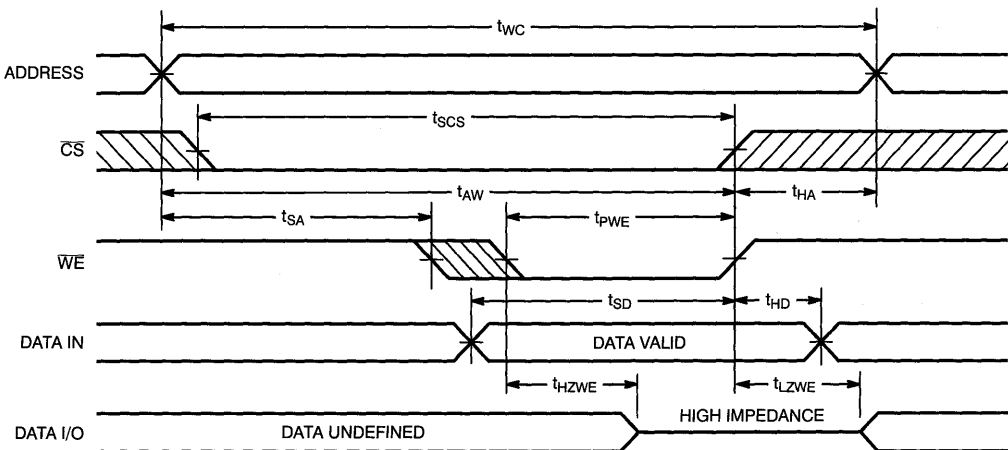 tWC
ADDRESS
tSCS
CS
tAW
tHA
tSA
tPWE
WE
tSD
tHD
DATA IN
DATA VALID
tHZWE
tLZWE
HIGH IMPEDANCE
DATA I/O
DATA UNDEFINED